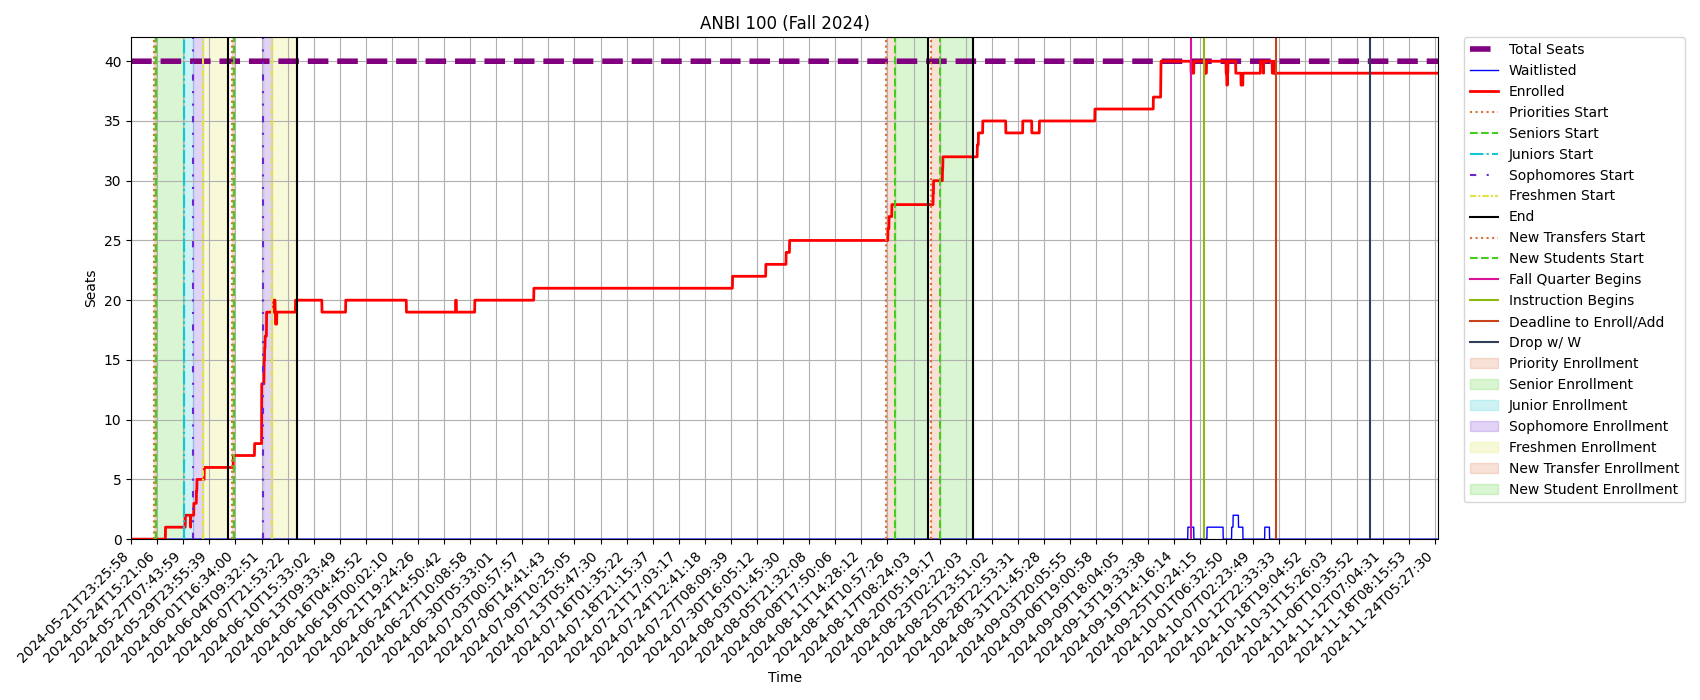 ANBI 100 (Fall 2024)
Seats
40
35
30
25
20
15
10
5
0
2024-05-21T23:25:58
2024-05-24T15:21:06
2024-05-27T07:43:59
2024-05-29T23:55:39
2024-06-01T16:34:00
2024-06-04T09:32:51
2024-06-07T21:53:22
2024-06-10T15:33:02
2024-06-13T09:33:49
2024-06-16T04:45:52
2024-06-19T00:02:10
2024-06-21T19:24:26
2024-06-24T14:50:42
2024-06-27T10:08:58
2024-06-30T05:33:01
2024-07-03T00:57:57
2024-07-06T14:41:43
2024-07-09T10:25:05
2024-07-13T05:47:30
2024-07-16T01:35:22
2024-07-18T21:15:37
2024-07-21T17:03:17
2024-07-24T12:41:18
2024-07-27T08:09:39
2024-07-30T16:05:12
2024-08-03T01:45:30
2024-08-05T21:32:08
2024-08-08T17:50:06
2024-08-11T14:28:12
2024-08-14T10:57:26
2024-08-17T08:24:03
2024-08-20T05:19:17
2024-08-23T02:22:03
2024-08-25T23:51:02
2024-08-28T22:53:31
2024-08-31T21:45:28
2024-09-03T20:05:55
2024-09-06T19:00:58
2024-09-09T18:04:05
2024-09-13T19:33:38
2024-09-19T14:16:14
2024-09-25T10:24:15
2024-10-01T06:32:50
2024-10-07T02:23:49
2024-10-12T22:33:33
2024-10-18T19:04:52
2024-10-31T15:26:03
2024-11-06T10:35:52
2024-11-12T07:04:31
2024-11-18T08:15:53
2024-11-24T05:27:30
Time
Total Seats
Waitlisted
Enrolled
Priorities Start
Seniors Start
Juniors Start
Sophomores Start
Freshmen Start
End
New Transfers Start
New Students Start
Fall Quarter Begins
Instruction Begins
Deadline to Enroll/Add
Drop w/ W
Priority Enrollment
Senior Enrollment
Junior Enrollment
Sophomore Enrollment
Freshmen Enrollment
New Transfer Enrollment
New Student Enrollment